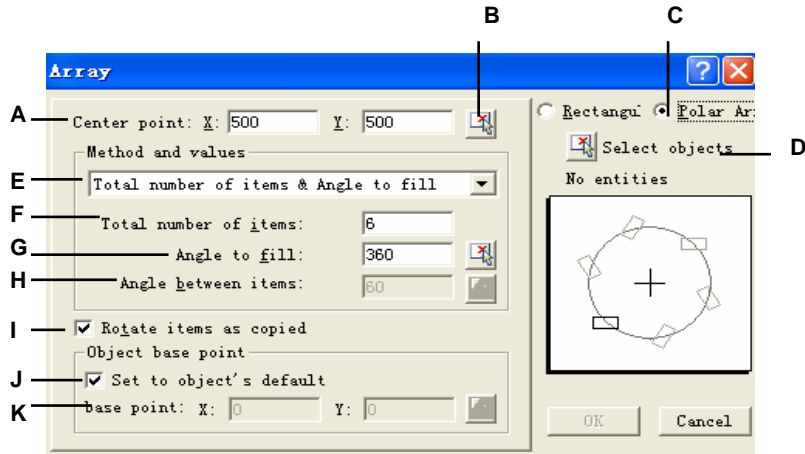 B
C
Array
A
Center point: X: 500 Y: 500
Rectangul
Polar Ar
Method and values
Select objects
D
E
Total number of items & Angle to fill
No entities
F
Total number of items: 6
G
Angle to fill: 360
H
Angle between items: 60
I
Rotate items as copied
Object base point
J
Set to object's default
K
base point: X: 0 Y: 0
OK
Cancel